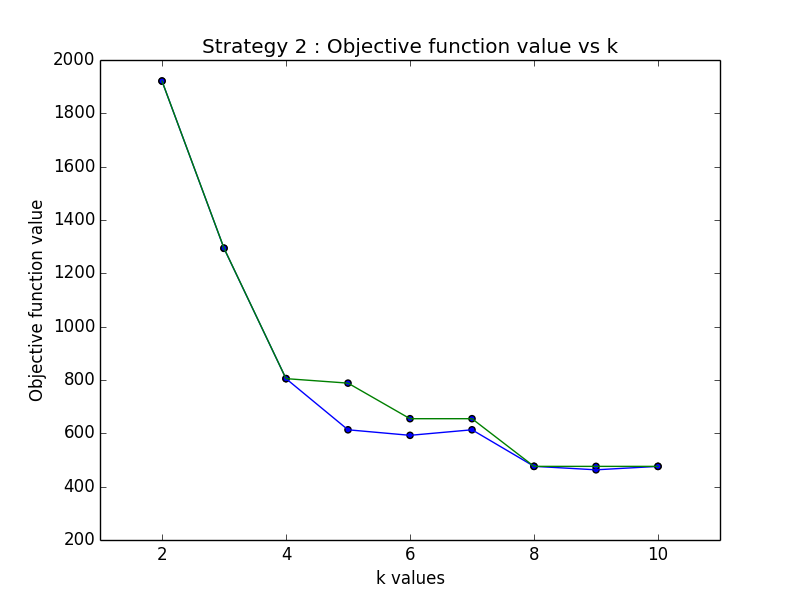 Strategy 2 : Objective function value vs k
2000
1800
1600
1400
1200
1000
800
600
400
200
Objective function value
2 4 6 8 10
k values